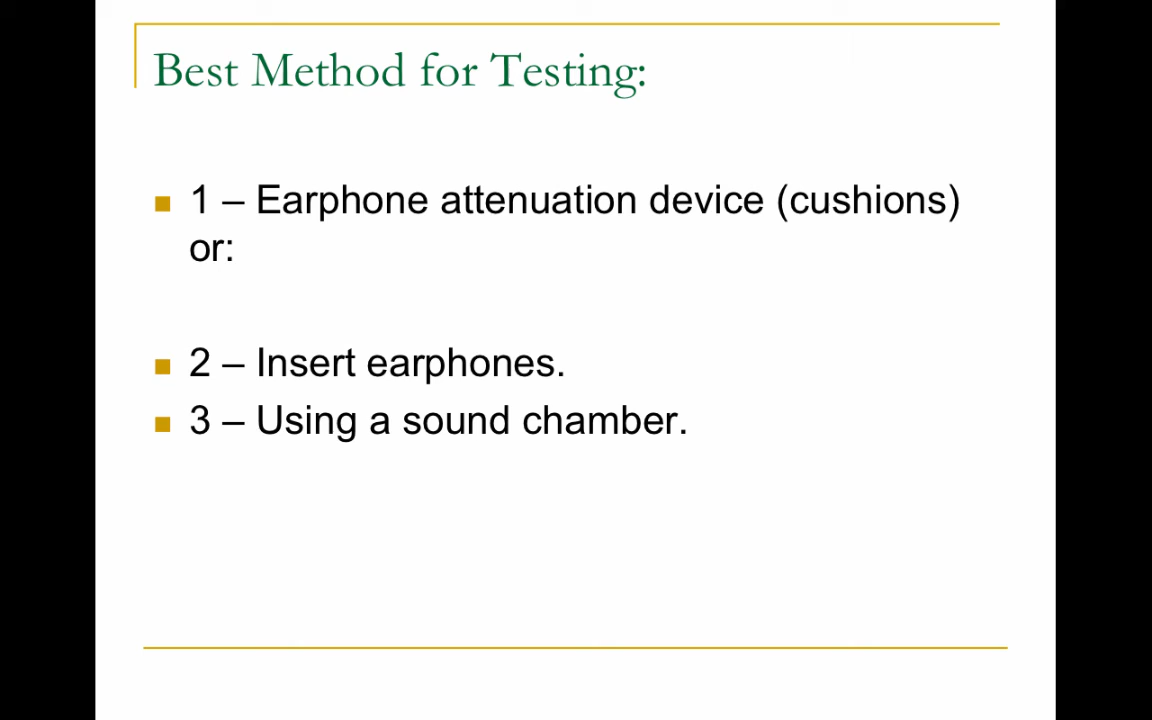 Best Method for Testing:
1 – Earphone attenuation device (cushions)
or:
2 – Insert earphones.
3 – Using a sound chamber.